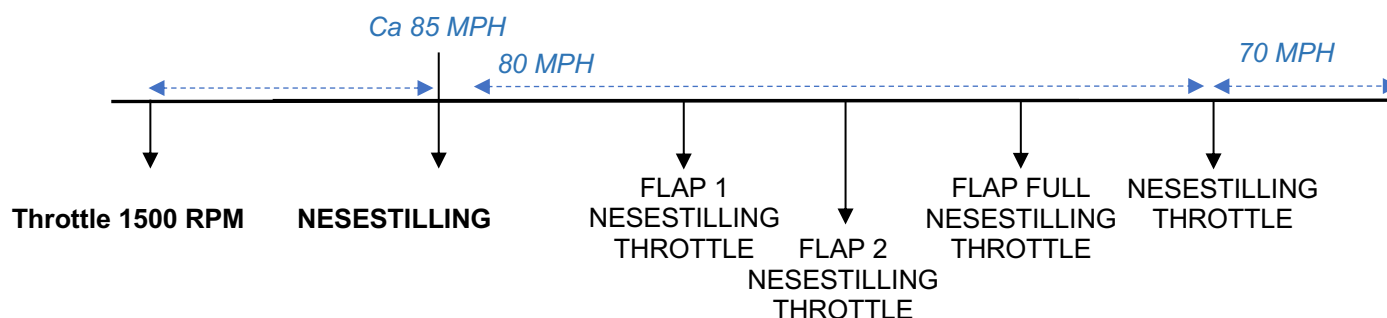 Ca 85 MPH
80 MPH
70 MPH
Throttle 1500 RPM
NESESTILLING
FLAP 1
NESESTILLING
THROTTLE
FLAP 2
NESESTILLING
THROTTLE
FLAP FULL
NESESTILLING
THROTTLE
NESESTILLING
THROTTLE